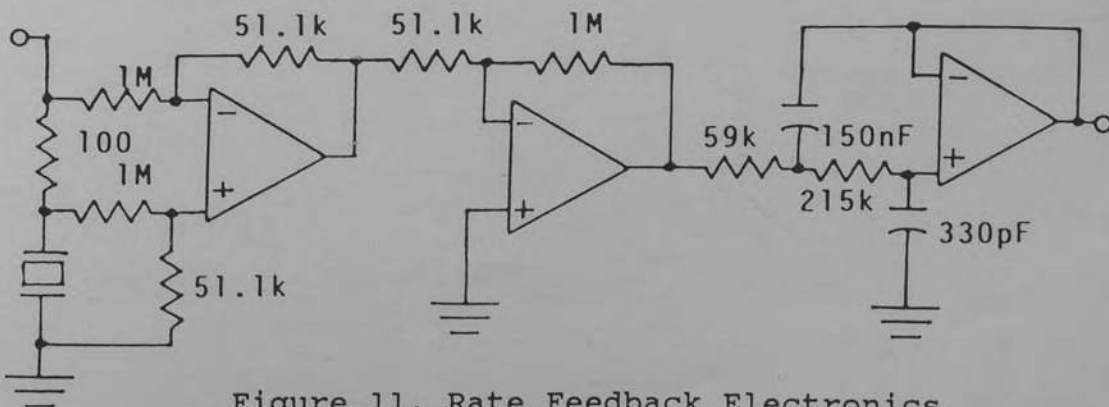 51.1k
51.1k
1M
1M
100
1M
51.1k
59k
150nF
215k
330pF
Figure 11. Rate Feedback Electronics